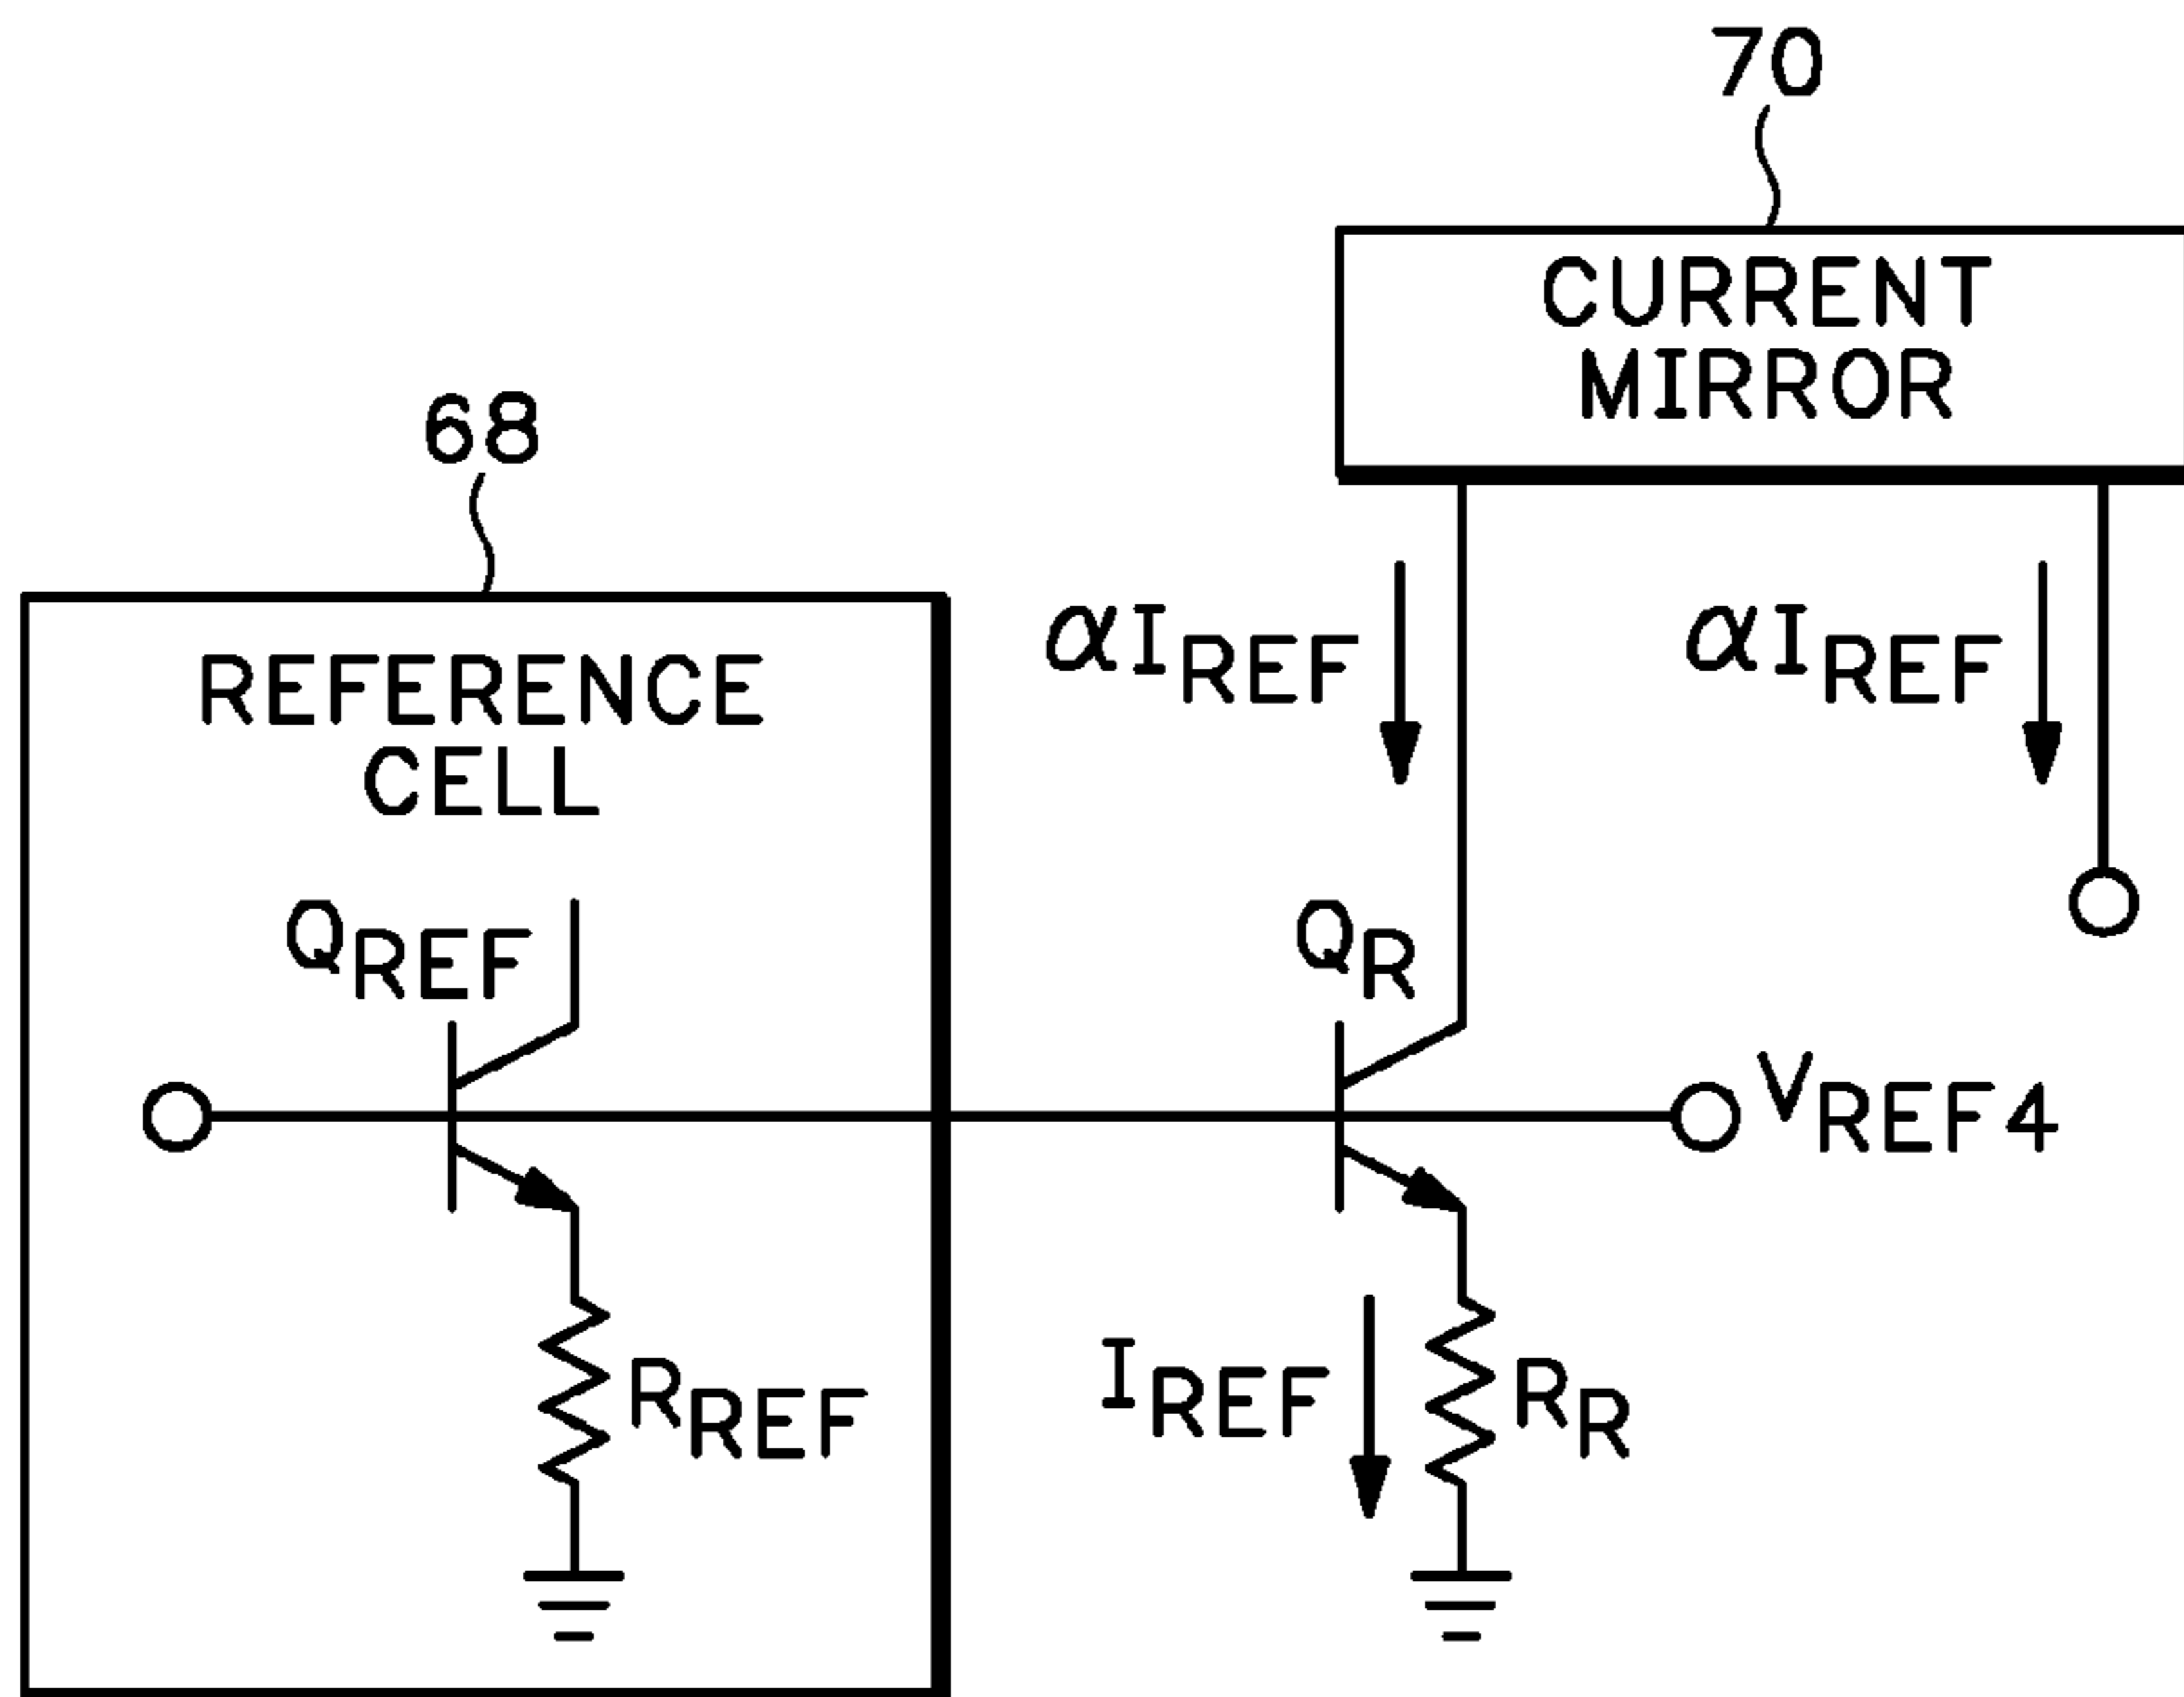 70
CURRENT
MIRROR
68
REFERENCE
CELL
αIREF
αIREF
QREF
QR
VREF4
RREF
IREF
RR